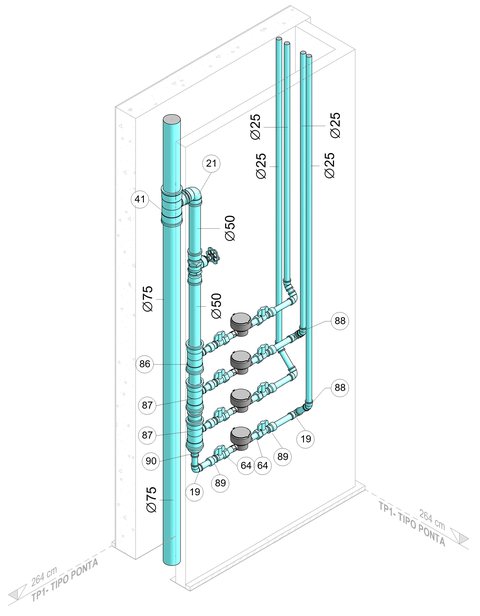 Ø25
Ø25
Ø25
Ø25
21
41
Ø50
Ø75
Ø50
88
86
87
88
87
19
90
64
64
89
19
89
Ø75
264 cm
TP1- TIPO PONTA
264 cm
TP1- TIPO PONTA